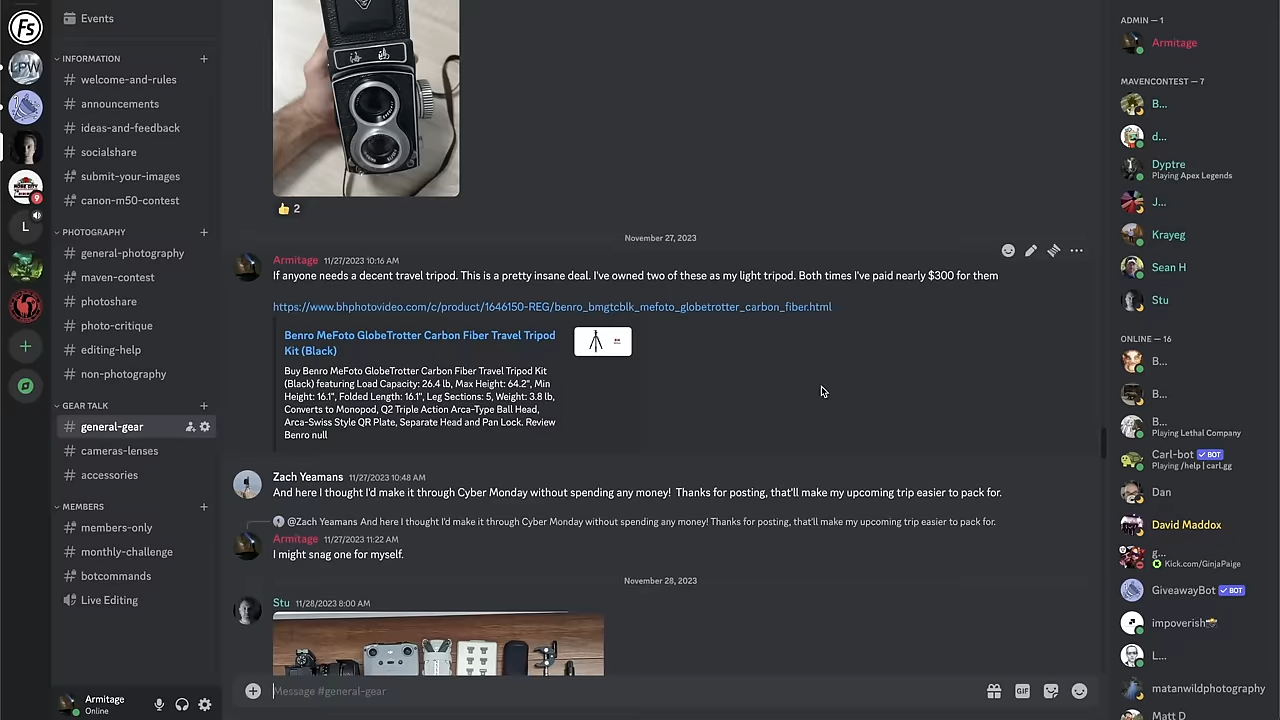 Fs
LPW
9
L
Events
INFORMATION
welcome-and-rules
announcements
ideas-and-feedback
socialshare
submit-your-images
canon-m50-contest
PHOTOGRAPHY
general-photography
maven-contest
photoshare
photo-critique
editing-help
non-photography
GEAR TALK
general-gear
cameras-lenses
accessories
MEMBERS
members-only
monthly-challenge
botcommands
Live Editing
Armitage
Online
海鸥
2
November 27, 2023
Armitage 11/27/2023 10:16 AM
If anyone needs a decent travel tripod. This is a pretty insane deal. I've owned two of these as my light tripod. Both times I've paid nearly $300 for them
https://www.bhphotovideo.com/c/product/1646150-REG/benro_bmgtcblk_mefoto_globetrotter_carbon_fiber.html
Benro MeFoto GlobeTrotter Carbon Fiber Travel Tripod
Kit (Black)
Buy Benro MeFoto GlobeTrotter Carbon Fiber Travel Tripod Kit
(Black) featuring Load Capacity: 26.4 lb, Max Height: 64.2", Min
Height: 16.1", Folded Length: 16.1", Leg Sections: 5, Weight: 3.8 lb,
Converts to Monopod, Q2 Triple Action Arca-Type Ball Head,
Arca-Swiss Style QR Plate, Separate Head and Pan Lock. Review
Benro null
Zach Yeamans 11/27/2023 10:48 AM
And here I thought I'd make it through Cyber Monday without spending any money! Thanks for posting, that'll make my upcoming trip easier to pack for.
@Zach Yeamans And here I thought I'd make it through Cyber Monday without spending any money! Thanks for posting, that'll make my upcoming trip easier to pack for.
Armitage 11/27/2023 11:22 AM
I might snag one for myself.
November 28, 2023
Stu 11/28/2023 8:00 AM
Message #general-gear
GIF
ADMIN — 1
Armitage
MAVENCONTEST — 7
B...
d...
Dyptre
Playing Apex Legends
J...
Krayeg
Sean H
Stu
ONLINE — 16
B...
B...
B...
Playing Lethal Company
Carl-bot BOT
Playing /help | carl.gg
Dan
David Maddox
g...
Kick.com/GinjaPaige
GiveawayBot BOT
impoverish
L...
matanwildphotography
Matt D